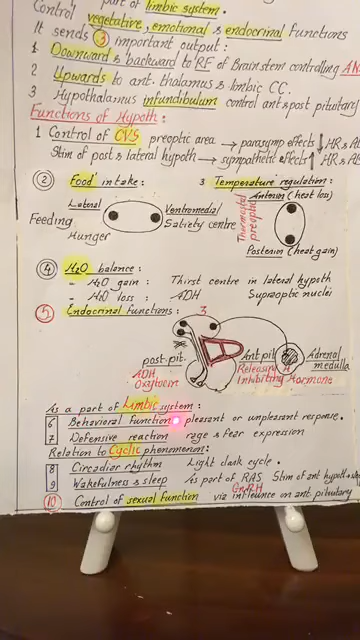 part of limbic system.
Control vegetative, emotional & endocrinal functions
It sends 3 important output:
1 Downward & backward to RF of Brainstem controlling AN
2 Upwards to ant. thalamus & limbic CC.
3 Hypothalamus infundibulum control ant & post pituitary
Functions of Hypoth:
1 Control of CVS preoptic area → parasymp effects ↓ HR &
Stim of post & lateral hypoth → sympathetic effects ↑ HR &
2 Food intake:
3 Temperature regulation:
Anterior (heat loss)
Lateral
Ventromedial
Feeding
Satiety centre
Hunger
preoptic
Posterior (heat gain)
4 H2O balance:
- H2O gain: Thirst centre in lateral hypoth
- H2O loss: ADH Supraoptic nuclei
5 Endocrinal functions:
3
post-pit.
ADH
Oxytocin
Ant pit
Releasing H
Inhibiting Hormone
Adrenal
medulla
As a part of Limbic system:
6 Behavioral function pleasant or unpleasant response.
7 Defensive reaction rage & fear expression
Relation to Cyclic phenomenon:
8 Circadian rhythm Light dark cycle.
9 Wakefulness & sleep As part of RAS Stim of ant hypoth →
GnRH
10 Control of sexual function via influence on ant pituitary